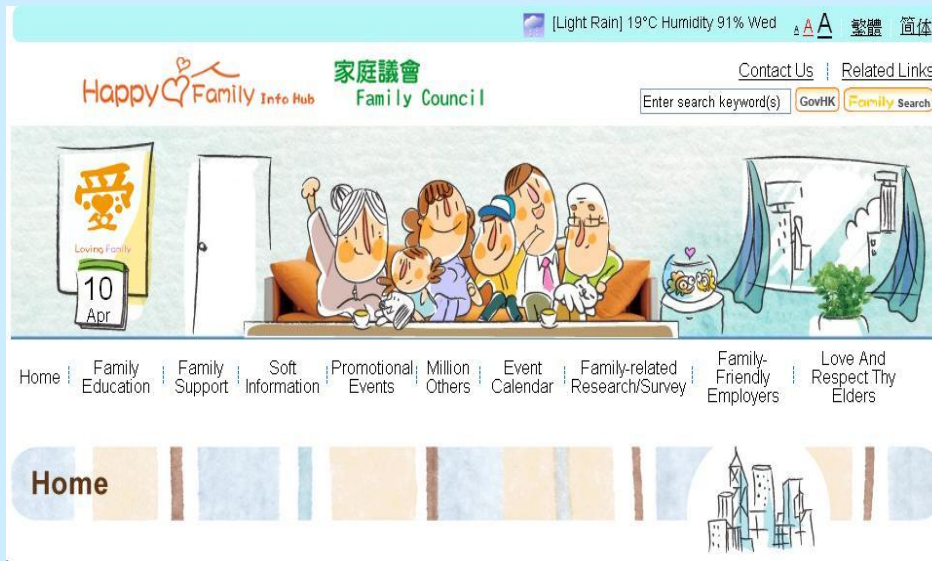 [Light Rain] 19°C Humidity 91% Wed A A A 繁體 简体
Happy Family Info Hub
家庭議會
Family Council
Contact Us | Related Links
Enter search keyword(s) GovHK Family Search
愛
Loving Family
10
Apr
Home
Family
Education
Family
Support
Soft
Information
Promotional
Events
Million
Others
Event
Calendar
Family-related
Research/Survey
Family-
Friendly
Employers
Love And
Respect Thy
Elders
Home